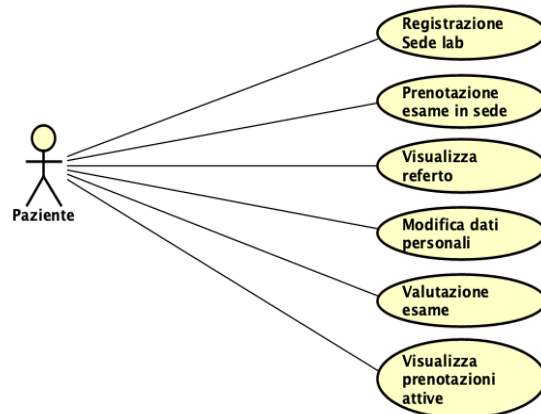 Registrazione
Sede lab
Prenotazione
esame in sede
Visualizza
referto
Paziente
Modifica dati
personali
Valutazione
esame
Visualizza
prenotazioni
attive